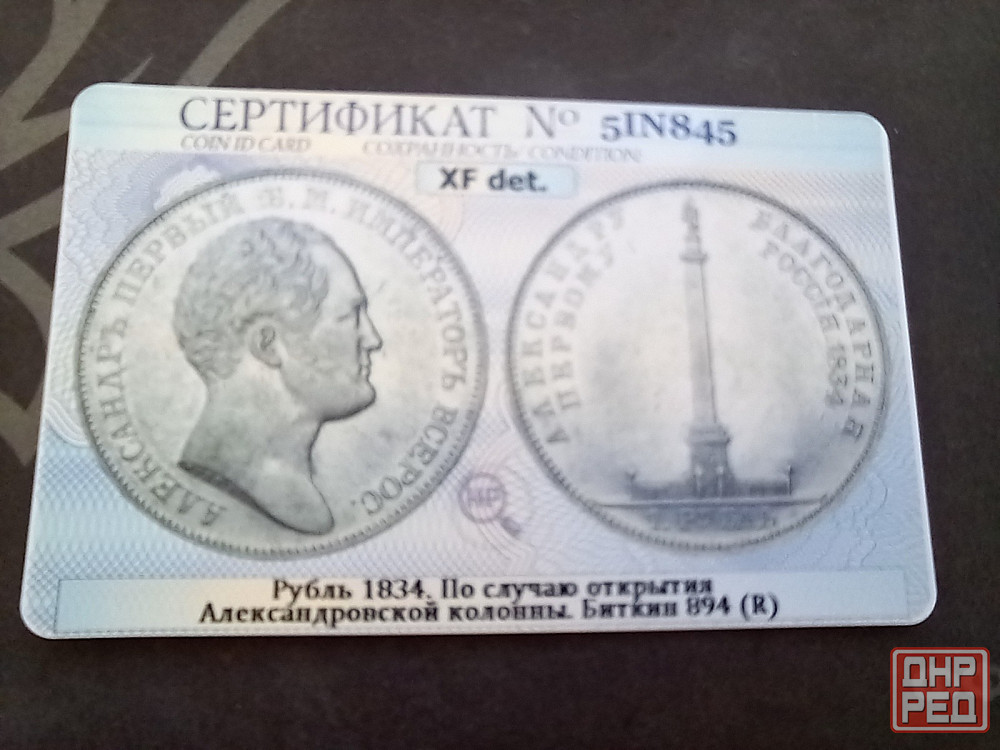 СЕРТИФИКАТ № 5IN845
COIN ID CARD СОХРАННОСТЬ/ CONDITION:
XF det.
АЛЕКСАНДРЪ ПЕРВЫЙ Б. М. ИМПЕРАТОРЪ ВСЕРОС.
АЛЕКСАНДРУ ПЕРВОМУ
БЛАГОДАРНАЯ РОССІЯ 1834
Рубль 1834. По случаю открытия
Александровской колонны. Биткин 894 (R)
ДНР
РЕД